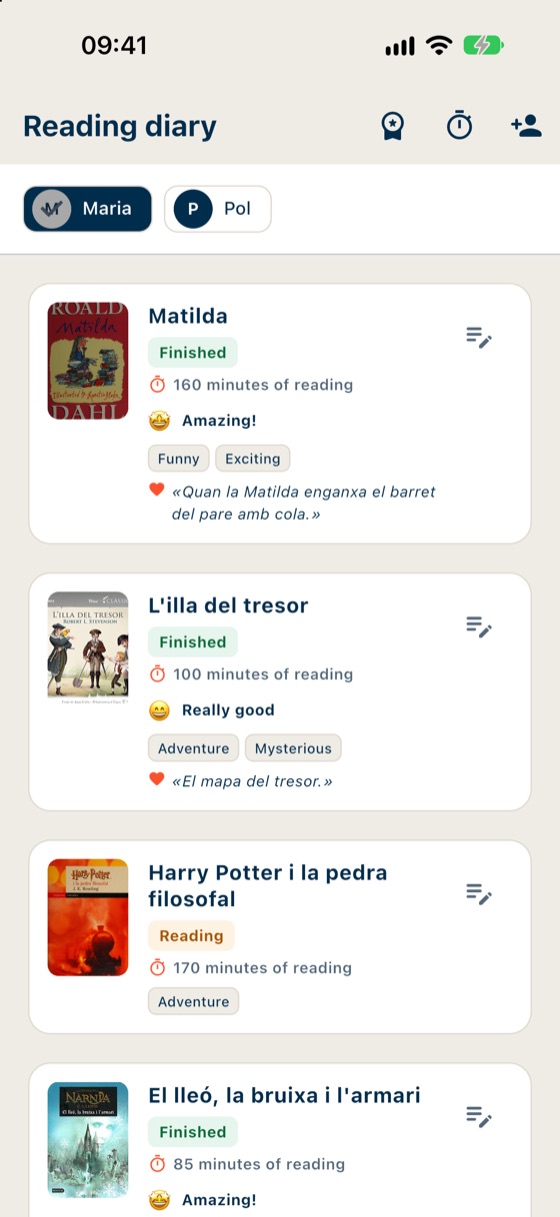 09:41
Reading diary
Maria
P Pol
ROALD
Matilda
DAHL
Matilda
Finished
160 minutes of reading
Amazing!
Funny Exciting
«Quan la Matilda enganxa el barret
del pare amb cola.»
L'ILLA DEL TRESOR
ROBERT L. STEVENSON
L'illa del tresor
Finished
100 minutes of reading
Really good
Adventure Mysterious
«El mapa del tresor.»
Harry Potter
i la pedra filosofal
J. K. Rowling
Harry Potter i la pedra
filosofal
Reading
170 minutes of reading
Adventure
NARNIA
El lleó, la bruixa i l'armari
El lleó, la bruixa i l'armari
Finished
85 minutes of reading
Amazing!